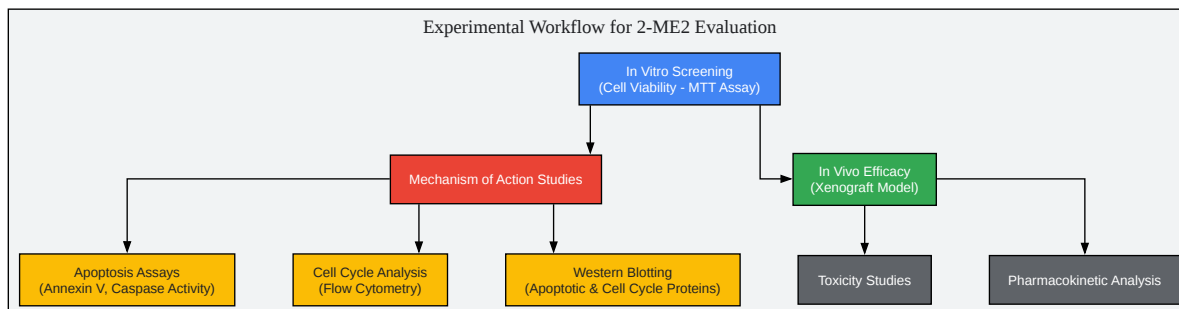 Experimental Workflow for 2-ME2 Evaluation
In Vitro Screening
(Cell Viability - MTT Assay)
Mechanism of Action Studies
In Vivo Efficacy
(Xenograft Model)
Apoptosis Assays
(Annexin V, Caspase Activity)
Cell Cycle Analysis
(Flow Cytometry)
Western Blotting
(Apoptotic & Cell Cycle Proteins)
Toxicity Studies
Pharmacokinetic Analysis